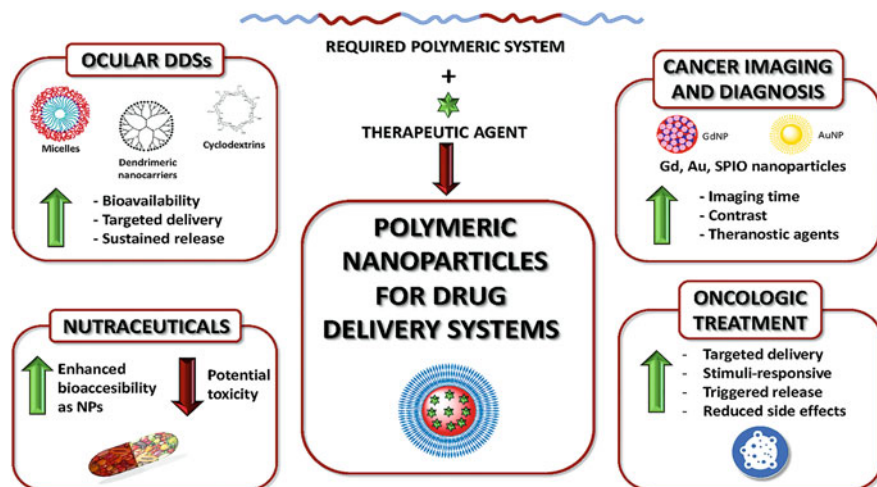 REQUIRED POLYMERIC SYSTEM
+
THERAPEUTIC AGENT
OCULAR DDSs
Micelles
Dendrimeric
nanocarriers
Cyclodextrins
- Bioavailability
- Targeted delivery
- Sustained release
CANCER IMAGING
AND DIAGNOSIS
GdNP
AuNP
Gd, Au, SPIO nanoparticles
- Imaging time
- Contrast
- Theranostic agents
POLYMERIC
NANOPARTICLES
FOR DRUG
DELIVERY SYSTEMS
NUTRACEUTICALS
Enhanced
bioaccesibility
as NPs
Potential
toxicity
ONCOLOGIC
TREATMENT
- Targeted delivery
- Stimuli-responsive
- Triggered release
- Reduced side effects